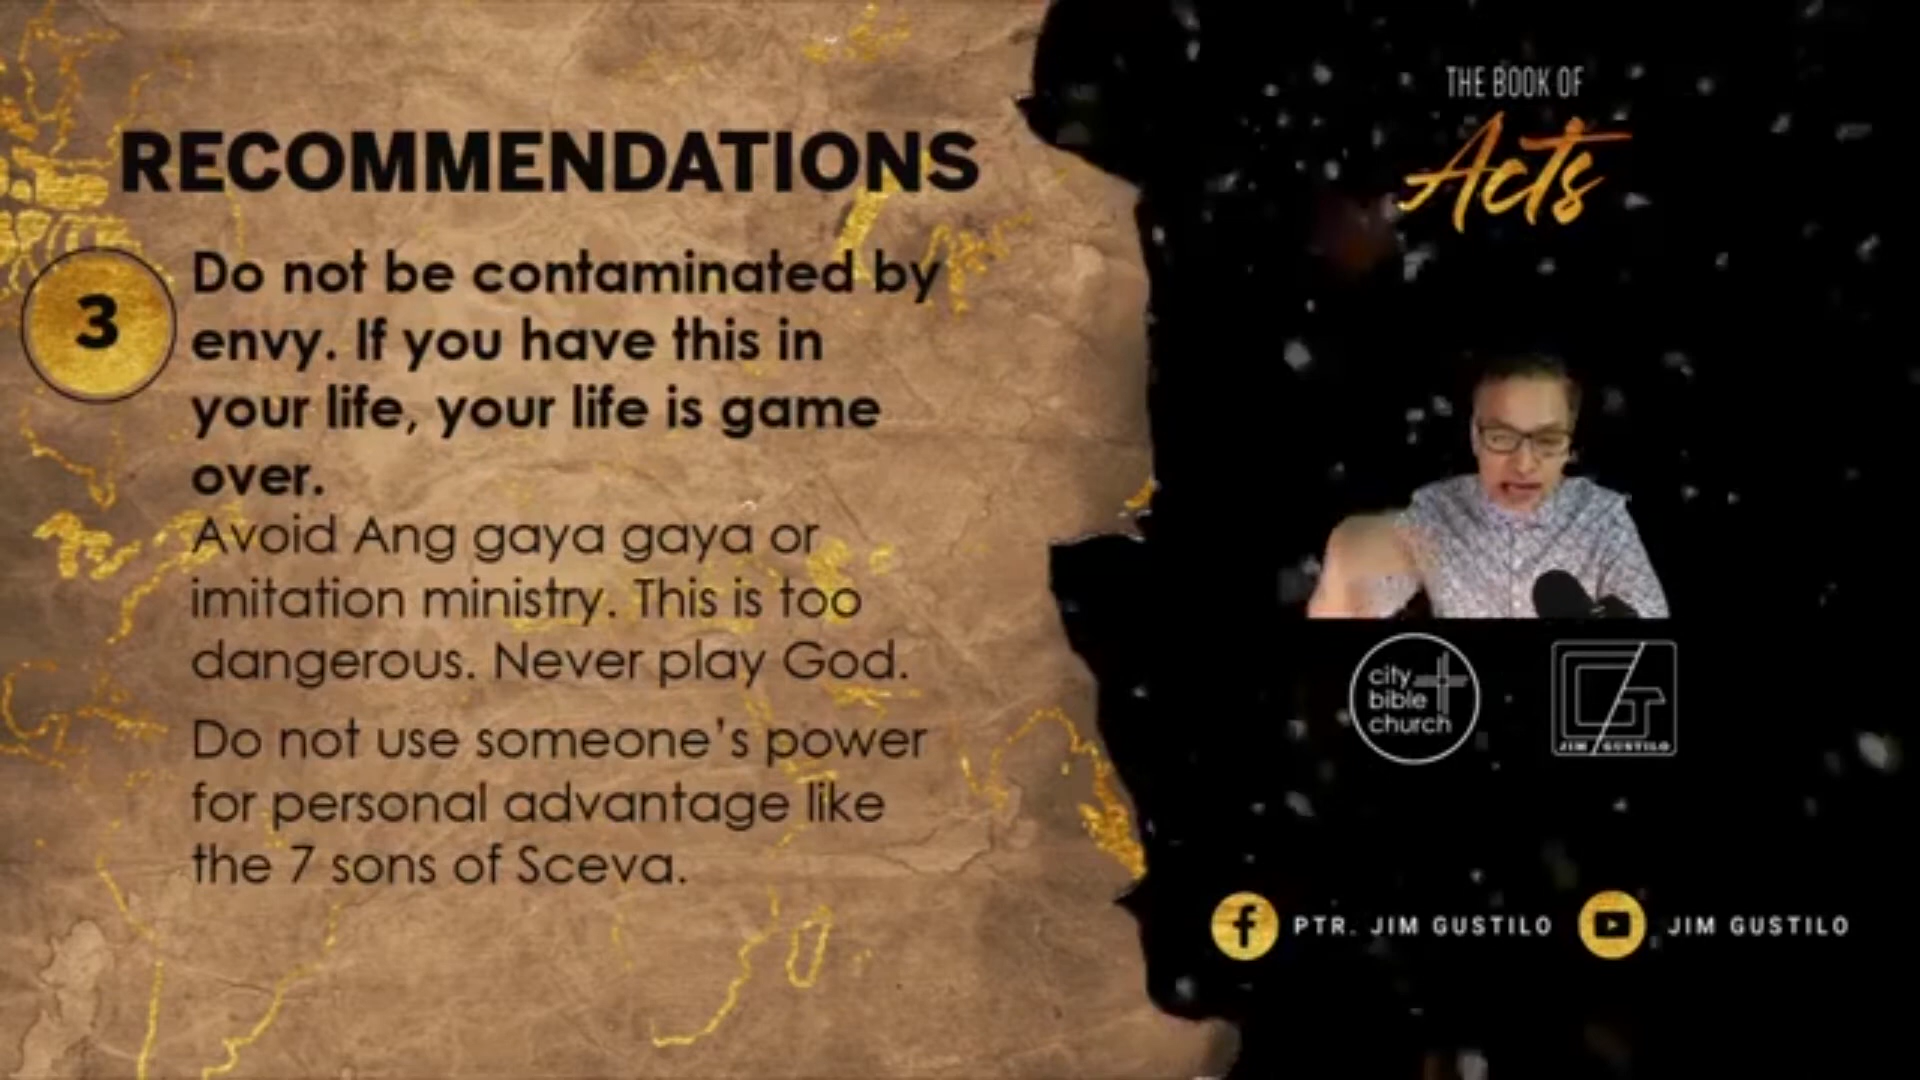 RECOMMENDATIONS
3
Do not be contaminated by
envy. If you have this in
your life, your life is game
over.
Avoid Ang gaya gaya or
imitation ministry. This is too
dangerous. Never play God.
Do not use someone's power
for personal advantage like
the 7 sons of Sceva.
THE BOOK OF
Acts
city
bible
church
JIM GUSTILO
PTR. JIM GUSTILO
JIM GUSTILO